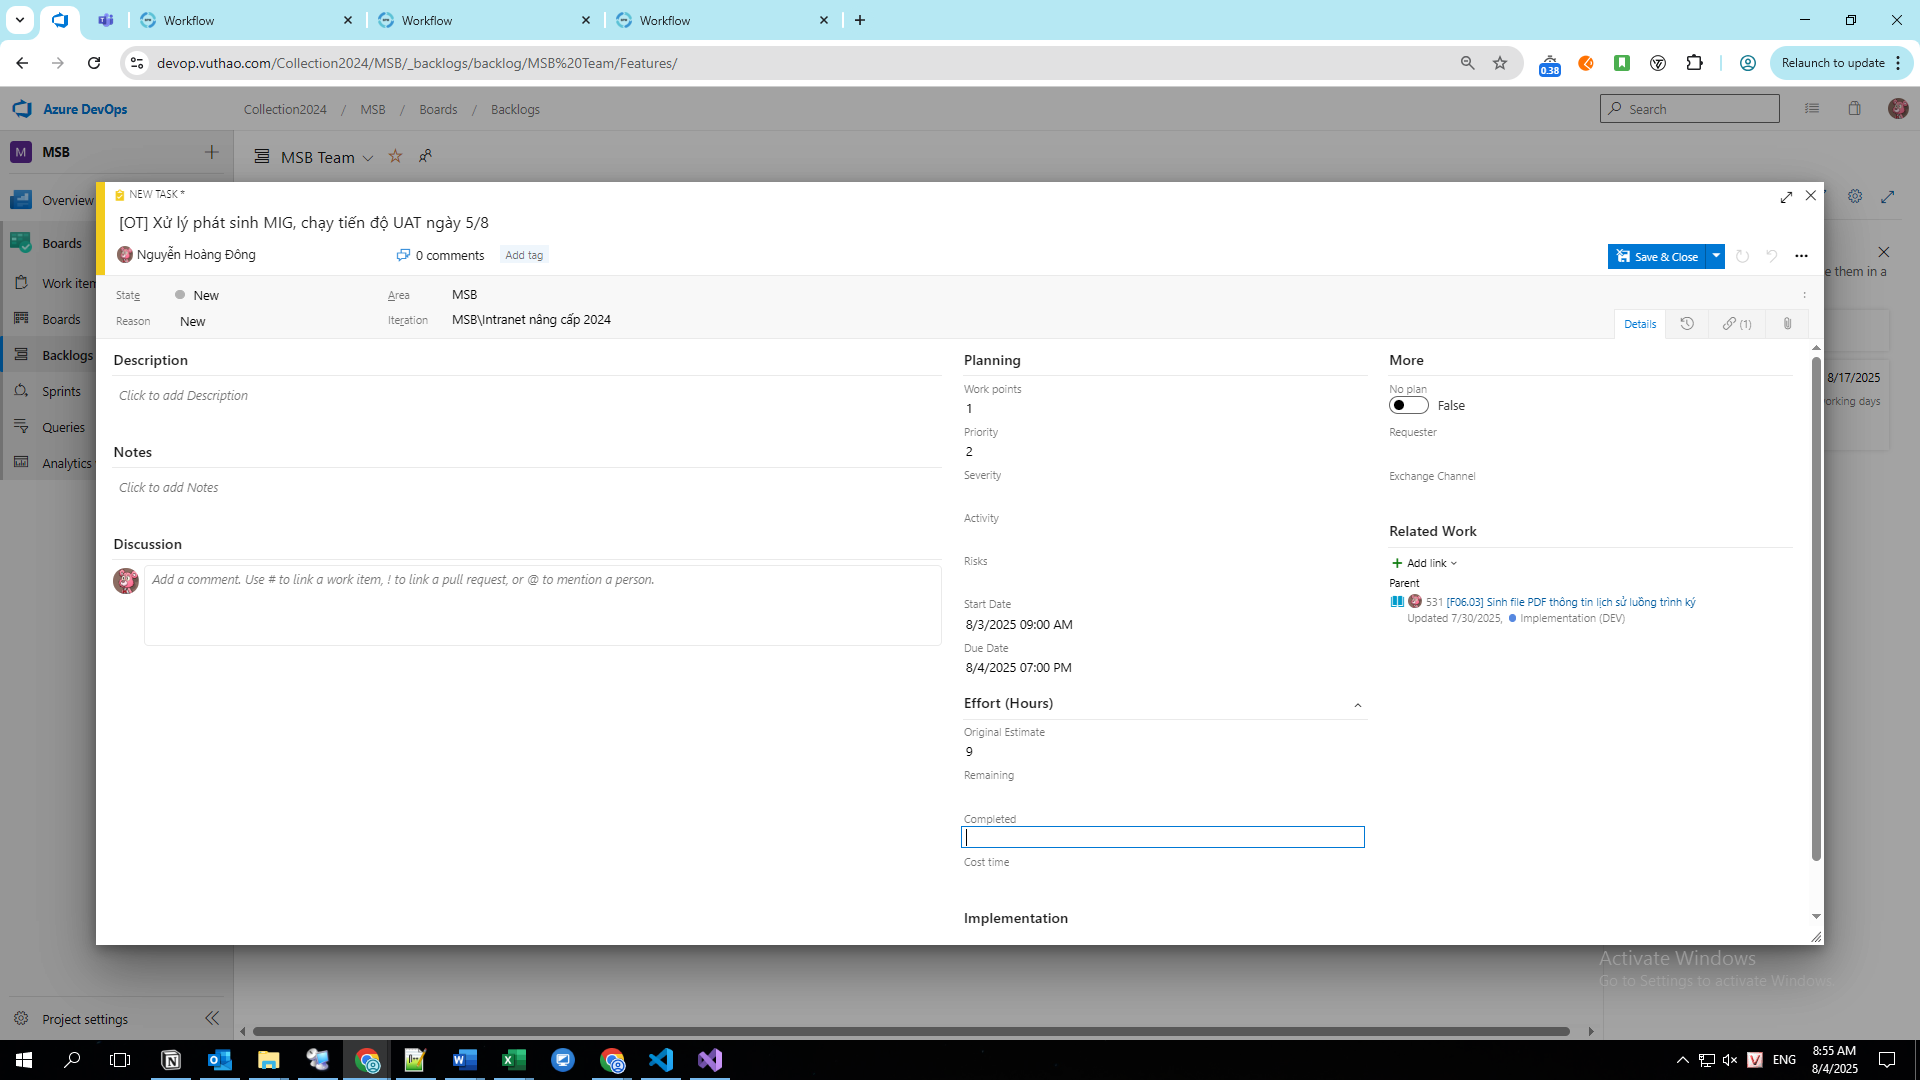 Workflow
Workflow
Workflow
devop.vuthao.com/Collection2024/MSB/_backlogs/backlog/MSB%20Team/Features/
0.38
Relaunch to update
Azure DevOps
Collection2024 / MSB / Boards / Backlogs
Search
M MSB
MSB Team
Overview
Boards
Work item
Boards
Backlogs
Sprints
Queries
Analytics
Project settings
e them in a
8/17/2025
orking days
NEW TASK *
[OT] Xử lý phát sinh MIG, chạy tiến độ UAT ngày 5/8
Nguyễn Hoàng Đông
0 comments
Add tag
Save & Close
State
New
Area
MSB
Reason
New
Iteration
MSB\Intranet nâng cấp 2024
Details
(1)
Description
Click to add Description
Notes
Click to add Notes
Discussion
Add a comment. Use # to link a work item, ! to link a pull request, or @ to mention a person.
Planning
Work points
1
Priority
2
Severity
Activity
Risks
Start Date
8/3/2025 09:00 AM
Due Date
8/4/2025 07:00 PM
Effort (Hours)
Original Estimate
9
Remaining
Completed
Cost time
Implementation
More
No plan
False
Requester
Exchange Channel
Related Work
Add link
Parent
531 [F06.03] Sinh file PDF thông tin lịch sử luồng trình ký
Updated 7/30/2025, Implementation (DEV)
Activate Windows
Go to Settings to activate Windows.
ENG
8:55 AM
8/4/2025